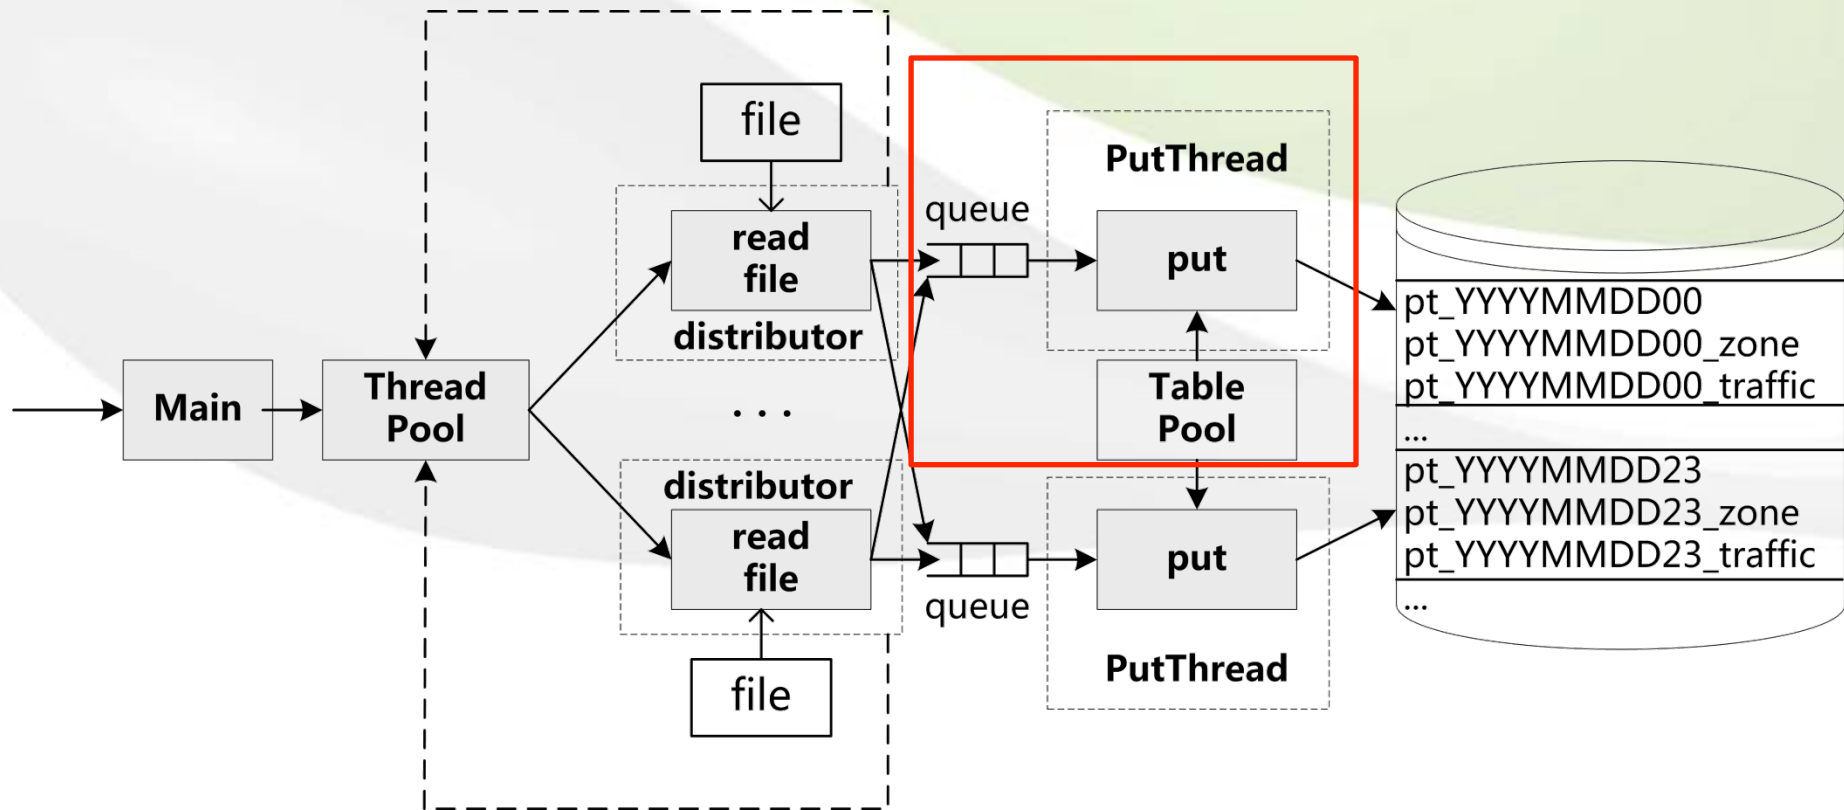 file
PutThread
queue
read
file
put
distributor
pt_YYYYMMDD00
pt_YYYYMMDD00_zone
pt_YYYYMMDD00_traffic
Main
Thread
Pool
. . .
Table
Pool
...
distributor
pt_YYYYMMDD23
pt_YYYYMMDD23_zone
pt_YYYYMMDD23_traffic
read
file
put
queue
...
PutThread
file